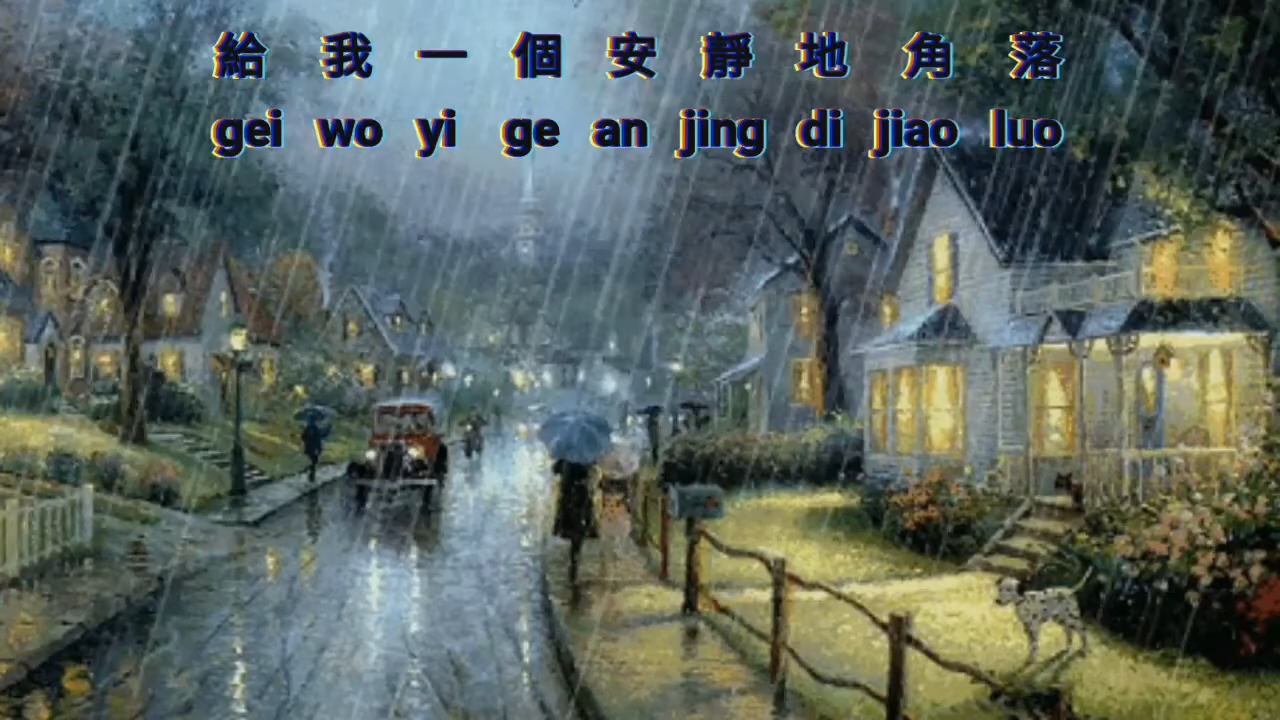 給 我 一 個 安 靜 地 角 落
gei wo yi ge an jing di jiao luo